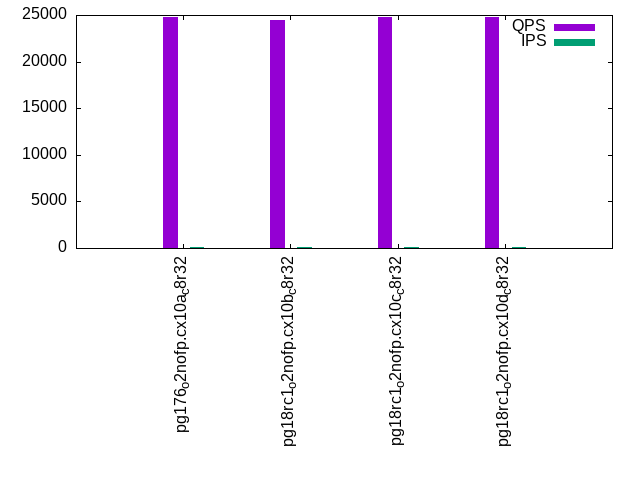 25000
20000
15000
10000
5000
0
QPS
IPS
pg176o2nofp.cx10ac8r32
pg18rc1o2nofp.cx10bc8r32
pg18rc1o2nofp.cx10cc8r32
pg18rc1o2nofp.cx10dc8r32